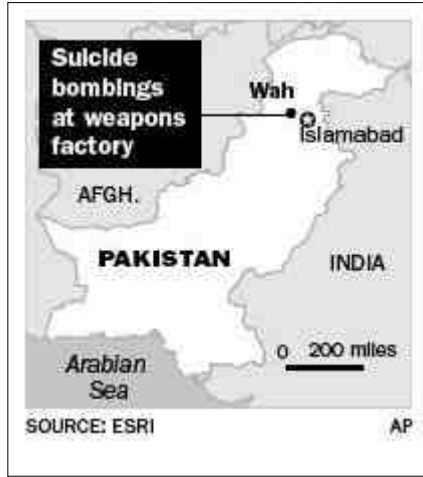 Suicide
bombings
at weapons
factory
Wah
Islamabad
AFGH.
PAKISTAN
INDIA
0 200 miles
Arabian
Sea
SOURCE: ESRI AP